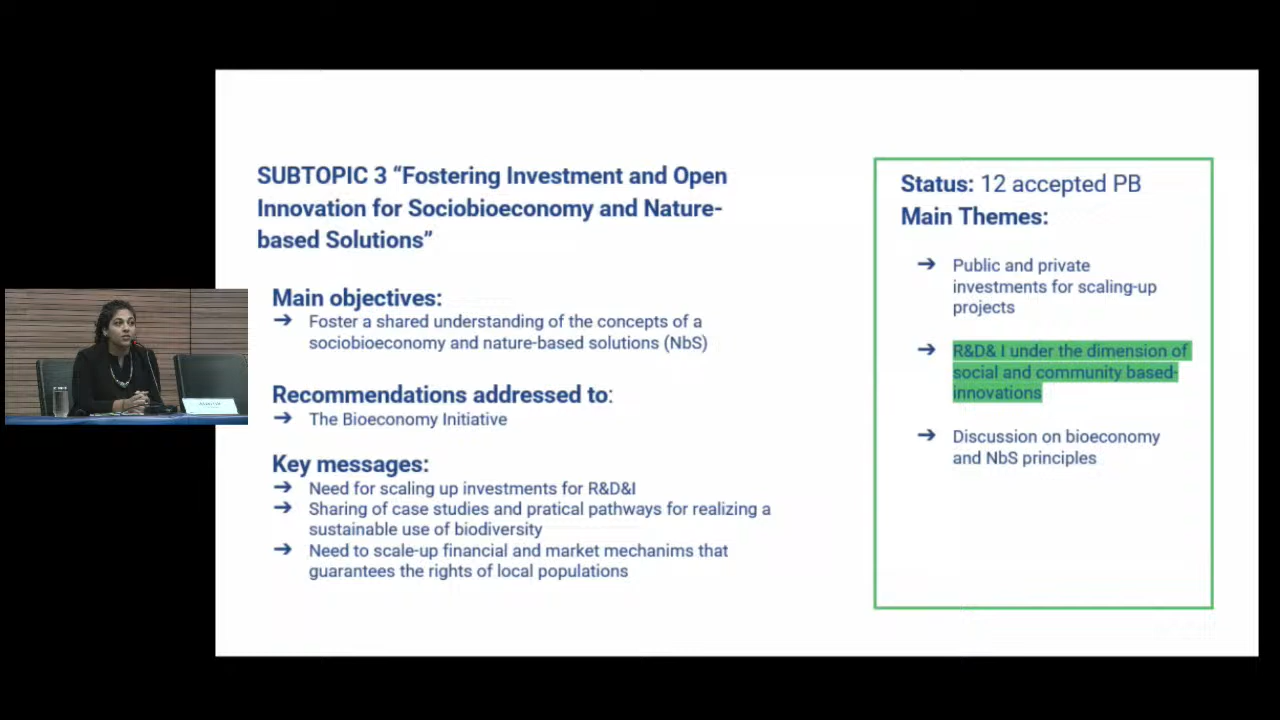 SUBTOPIC 3 “Fostering Investment and Open
Innovation for Sociobioeconomy and Nature-
based Solutions”
Main objectives:
➔ Foster a shared understanding of the concepts of a
sociobioeconomy and nature-based solutions (NbS)
Recommendations addressed to:
➔ The Bioeconomy Initiative
Key messages:
➔ Need for scaling up investments for R&D&I
➔ Sharing of case studies and pratical pathways for realizing a
sustainable use of biodiversity
➔ Need to scale-up financial and market mechanims that
guarantees the rights of local populations
Status: 12 accepted PB
Main Themes:
➔ Public and private
investments for scaling-up
projects
➔ R&D& I under the dimension of
social and community based-
innovations
➔ Discussion on bioeconomy
and NbS principles